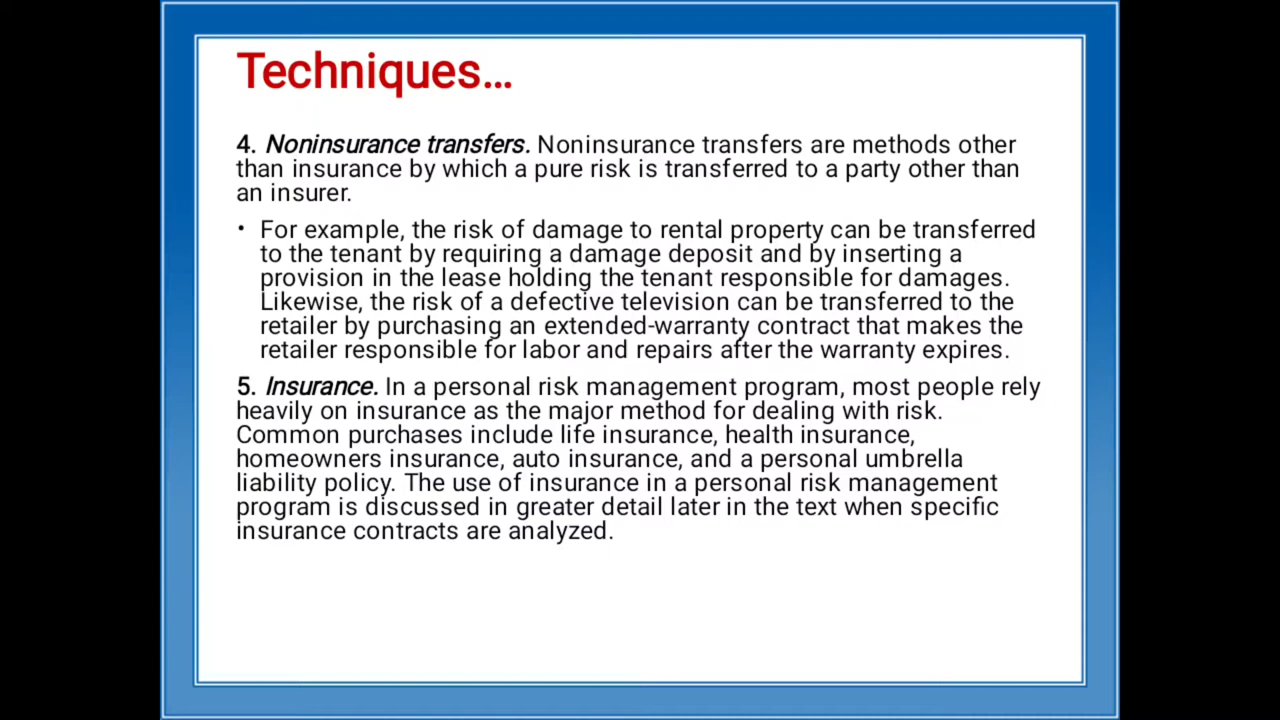 Techniques...
4. Noninsurance transfers. Noninsurance transfers are methods other
than insurance by which a pure risk is transferred to a party other than
an insurer.
• For example, the risk of damage to rental property can be transferred
to the tenant by requiring a damage deposit and by inserting a
provision in the lease holding the tenant responsible for damages.
Likewise, the risk of a defective television can be transferred to the
retailer by purchasing an extended-warranty contract that makes the
retailer responsible for labor and repairs after the warranty expires.
5. Insurance. In a personal risk management program, most people rely
heavily on insurance as the major method for dealing with risk.
Common purchases include life insurance, health insurance,
homeowners insurance, auto insurance, and a personal umbrella
liability policy. The use of insurance in a personal risk management
program is discussed in greater detail later in the text when specific
insurance contracts are analyzed.